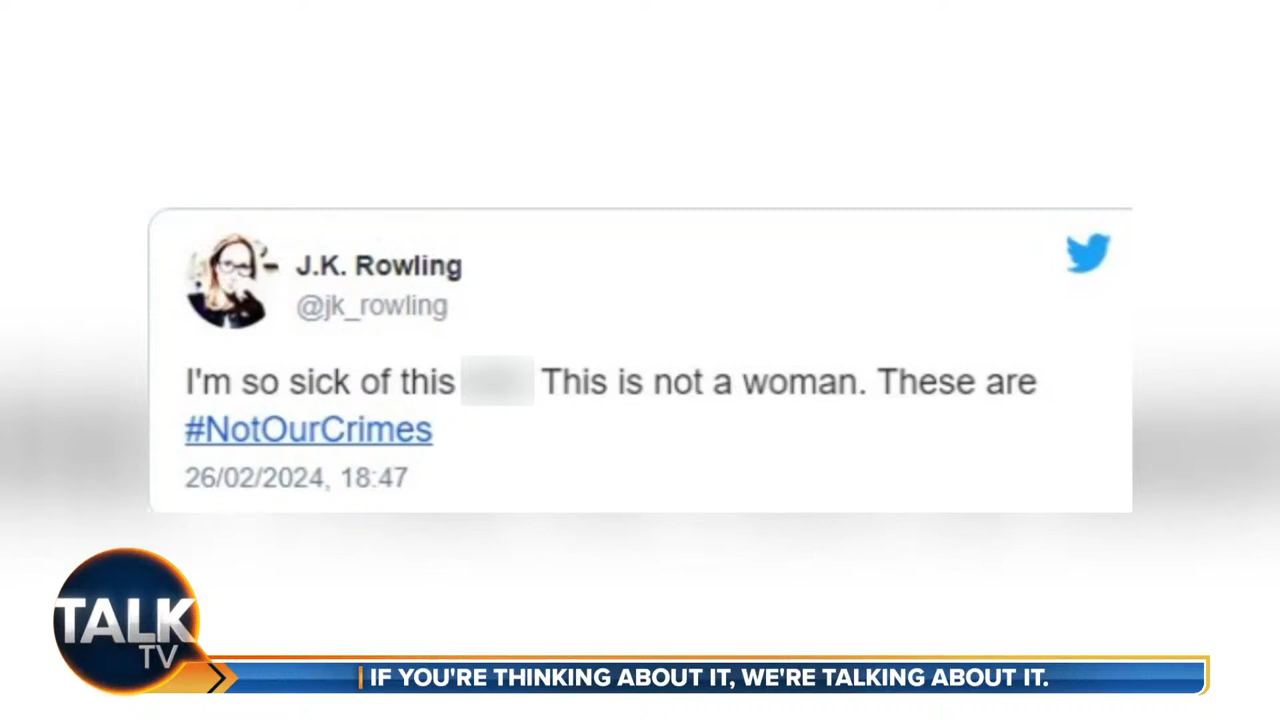 J.K. Rowling
@jk_rowling
I'm so sick of this This is not a woman. These are
#NotOurCrimes
26/02/2024, 18:47
TALK
TV
IF YOU'RE THINKING ABOUT IT, WE'RE TALKING ABOUT IT.